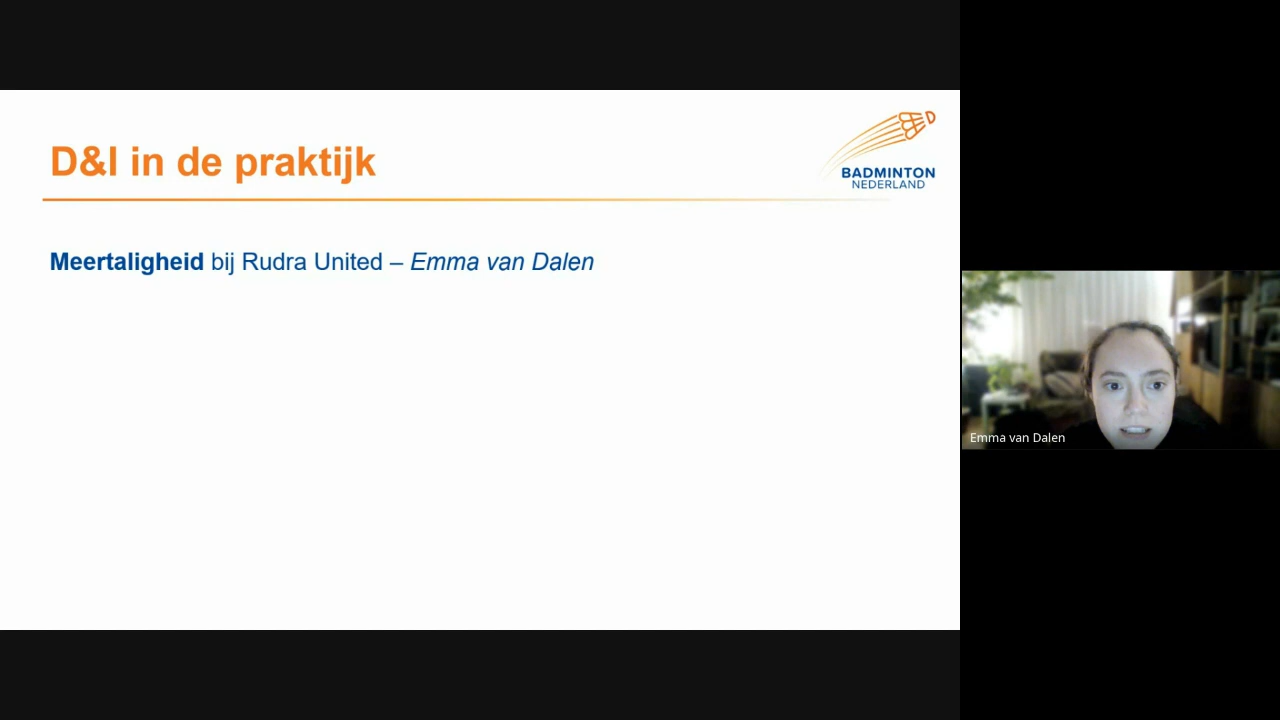 D&I in de praktijk
BADMINTON
NEDERLAND
Meertaligheid bij Rudra United – Emma van Dalen
Emma van Dalen